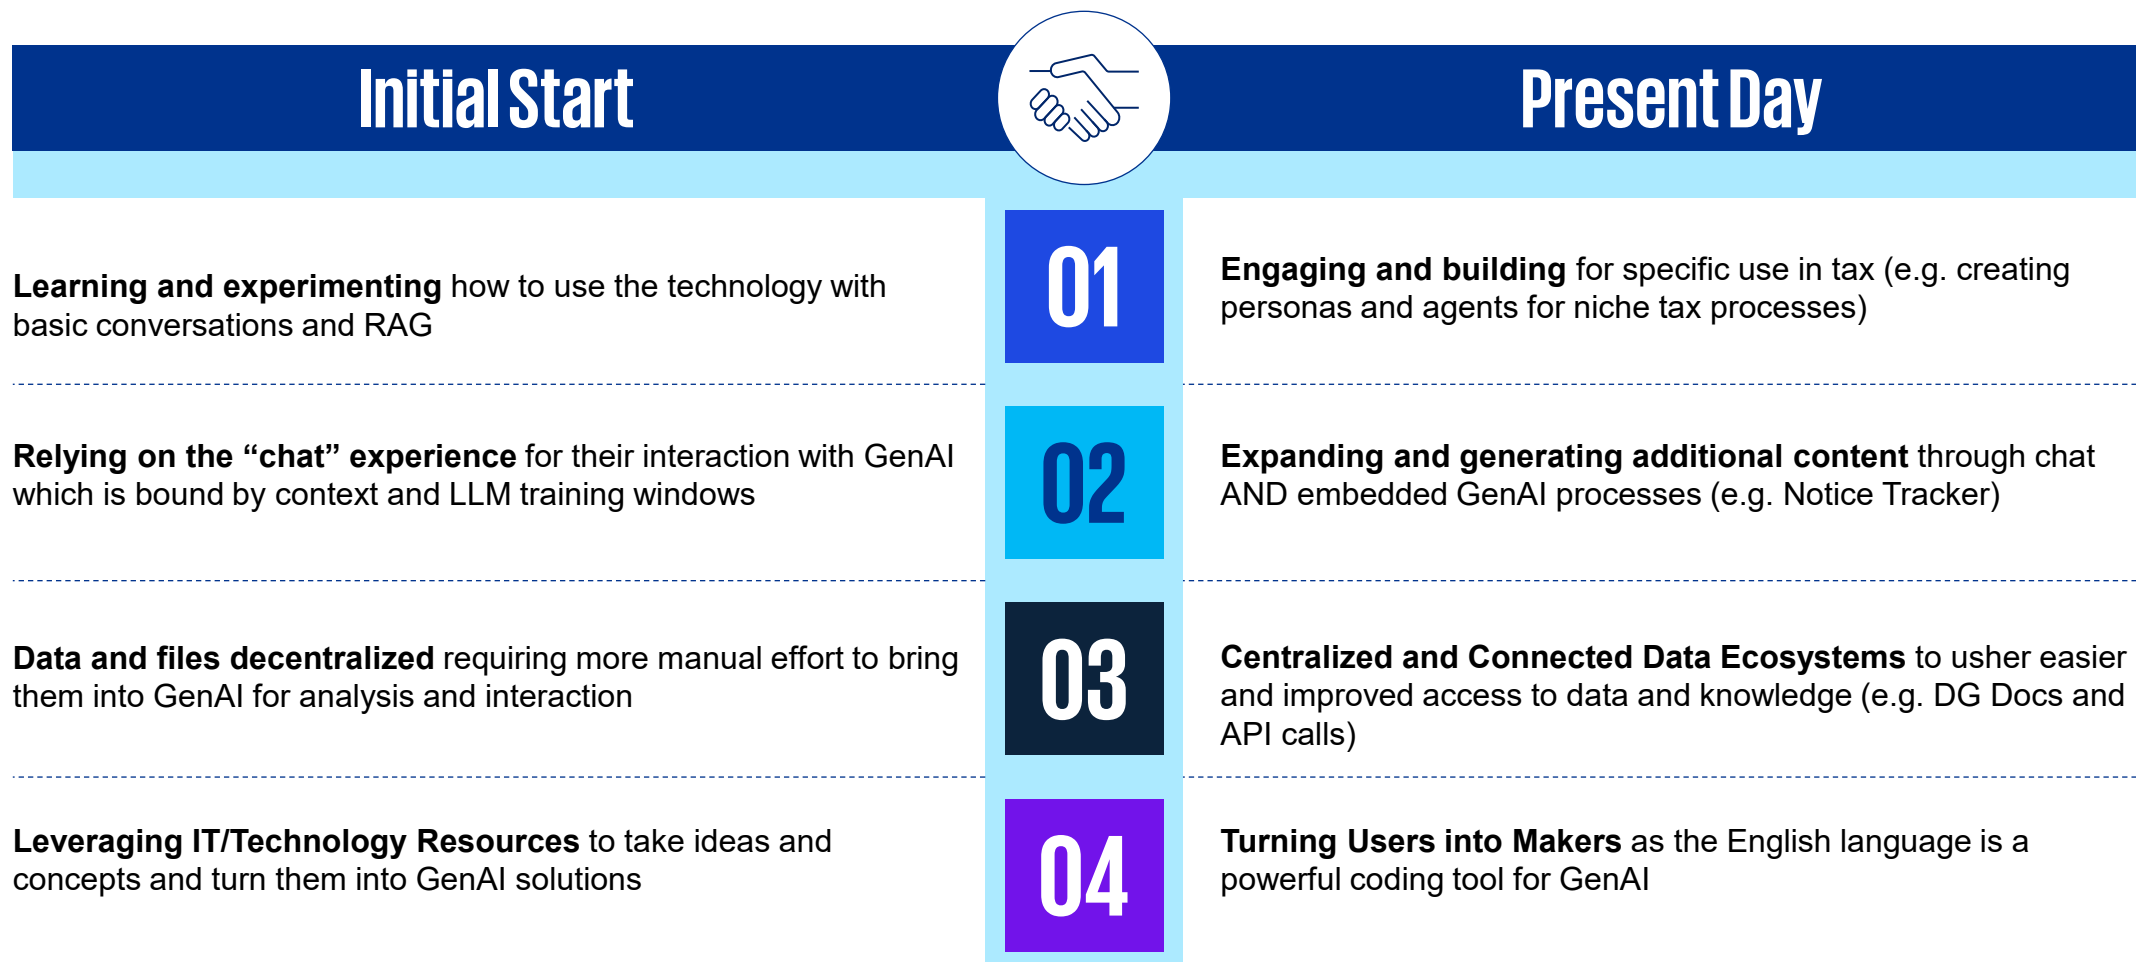 Initial Start
Present Day
01
Learning and experimenting how to use the technology with
basic conversations and RAG
Engaging and building for specific use in tax (e.g. creating
personas and agents for niche tax processes)
02
Relying on the “chat” experience for their interaction with GenAI
which is bound by context and LLM training windows
Expanding and generating additional content through chat
AND embedded GenAI processes (e.g. Notice Tracker)
03
Data and files decentralized requiring more manual effort to bring
them into GenAI for analysis and interaction
Centralized and Connected Data Ecosystems to usher easier
and improved access to data and knowledge (e.g. DG Docs and
API calls)
04
Leveraging IT/Technology Resources to take ideas and
concepts and turn them into GenAI solutions
Turning Users into Makers as the English language is a
powerful coding tool for GenAI